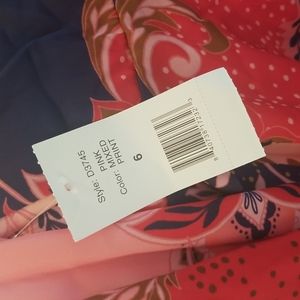 Style: D3745
PINK
MIXED
Color: PRINT
6